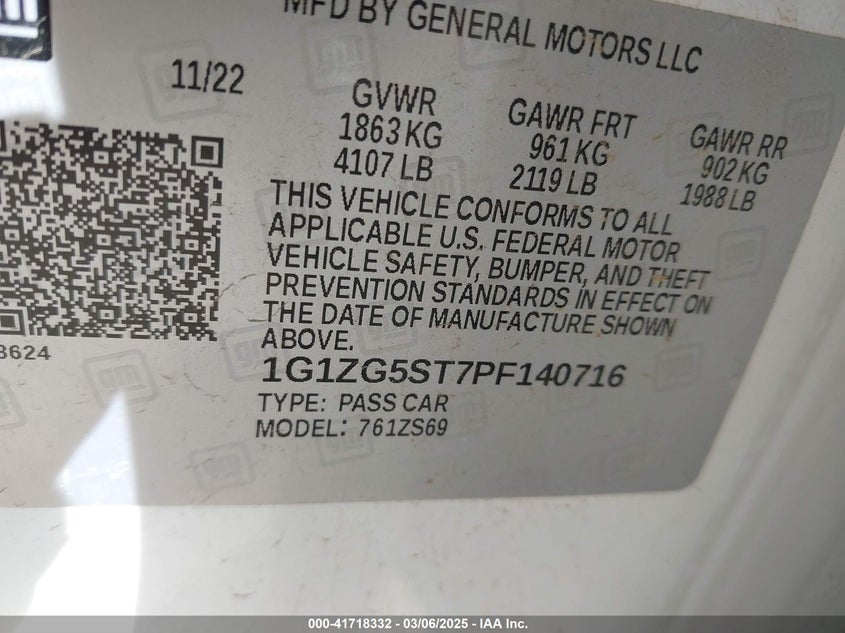 MFD BY GENERAL MOTORS LLC
11/22
GVWR
1863 KG
4107 LB
GAWR FRT
961 KG
2119 LB
GAWR RR
902 KG
1988 LB
THIS VEHICLE CONFORMS TO ALL
APPLICABLE U.S. FEDERAL MOTOR
VEHICLE SAFETY, BUMPER, AND THEFT
PREVENTION STANDARDS IN EFFECT ON
THE DATE OF MANUFACTURE SHOWN
ABOVE.
8624
1G1ZG5ST7PF140716
TYPE: PASS CAR
MODEL: 761ZS69
000-41718332 - 03/06/2025 - IAA Inc.